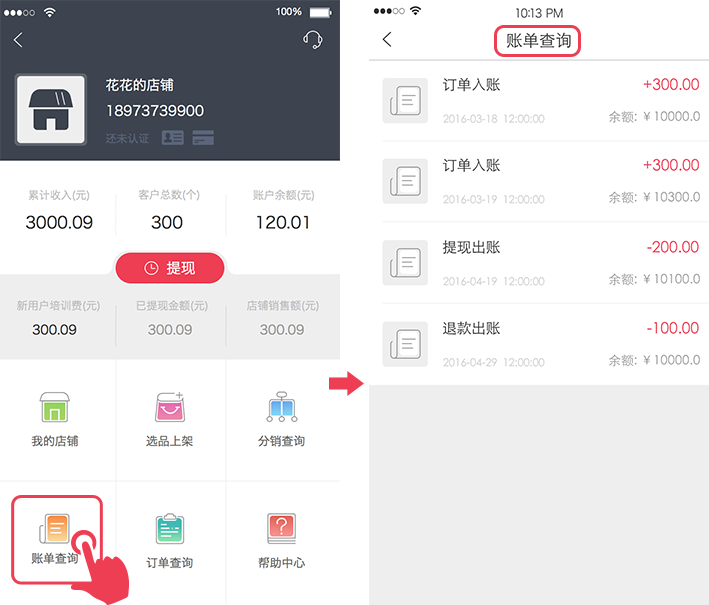 100%
花花的店铺
18973739900
还未认证
累计收入(元) 客户总数(个) 账户余额(元)
3000.09 300 120.01
提现
新用户培训费(元) 已提现金额(元) 店铺销售额(元)
300.09 300.09 300.09
我的店铺 选品上架 分销查询
账单查询 订单查询 帮助中心
?
10:13 PM
账单查询
订单入账 +300.00
2016-03-18 12:00:00 余额: ¥10000.0
订单入账 +300.00
2016-03-19 12:00:00 余额: ¥10300.0
提现出账 -200.00
2016-04-19 12:00:00 余额: ¥10100.0
退款出账 -100.00
2016-04-29 12:00:00 余额: ¥10000.0